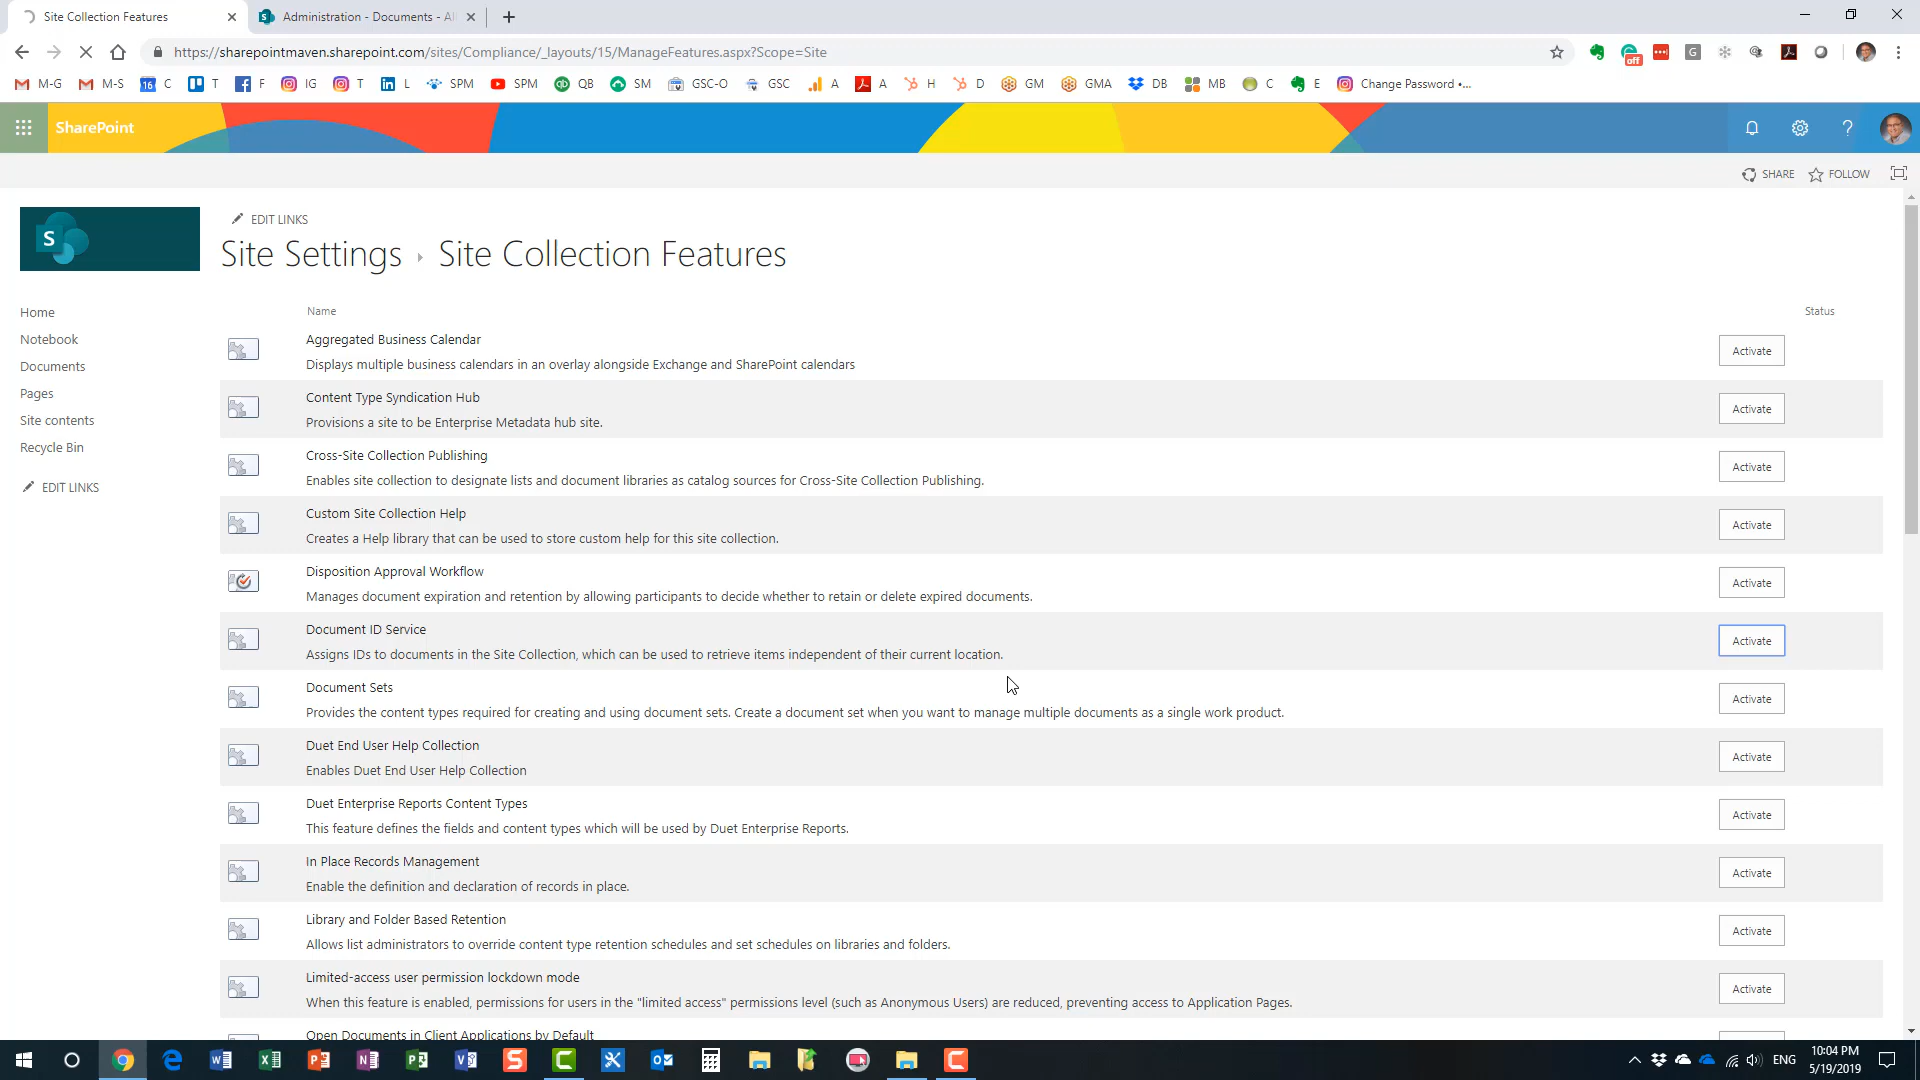 Site Collection Features
Administration - Documents - Al
https://sharepointmaven.sharepoint.com/sites/Compliance/_layouts/15/ManageFeatures.aspx?Scope=Site
off
G
M-G
M-S
16 C
T
F
IG
T
L
SPM
SPM
QB
SM
GSC-O
GSC
A
A
H
D
GM
GMA
DB
MB
C
E
Change Password •...
SharePoint
?
SHARE
FOLLOW
S
EDIT LINKS
Site Settings › Site Collection Features
Home
Notebook
Documents
Pages
Site contents
Recycle Bin
EDIT LINKS
Name Status
Aggregated Business Calendar
Displays multiple business calendars in an overlay alongside Exchange and SharePoint calendars
Activate
Content Type Syndication Hub
Provisions a site to be Enterprise Metadata hub site.
Activate
Cross-Site Collection Publishing
Enables site collection to designate lists and document libraries as catalog sources for Cross-Site Collection Publishing.
Activate
Custom Site Collection Help
Creates a Help library that can be used to store custom help for this site collection.
Activate
Disposition Approval Workflow
Manages document expiration and retention by allowing participants to decide whether to retain or delete expired documents.
Activate
Document ID Service
Assigns IDs to documents in the Site Collection, which can be used to retrieve items independent of their current location.
Activate
Document Sets
Provides the content types required for creating and using document sets. Create a document set when you want to manage multiple documents as a single work product.
Activate
Duet End User Help Collection
Enables Duet End User Help Collection
Activate
Duet Enterprise Reports Content Types
This feature defines the fields and content types which will be used by Duet Enterprise Reports.
Activate
In Place Records Management
Enable the definition and declaration of records in place.
Activate
Library and Folder Based Retention
Allows list administrators to override content type retention schedules and set schedules on libraries and folders.
Activate
Limited-access user permission lockdown mode
When this feature is enabled, permissions for users in the "limited access" permissions level (such as Anonymous Users) are reduced, preventing access to Application Pages.
Activate
Open Documents in Client Applications by Default
ENG
10:04 PM
5/19/2019